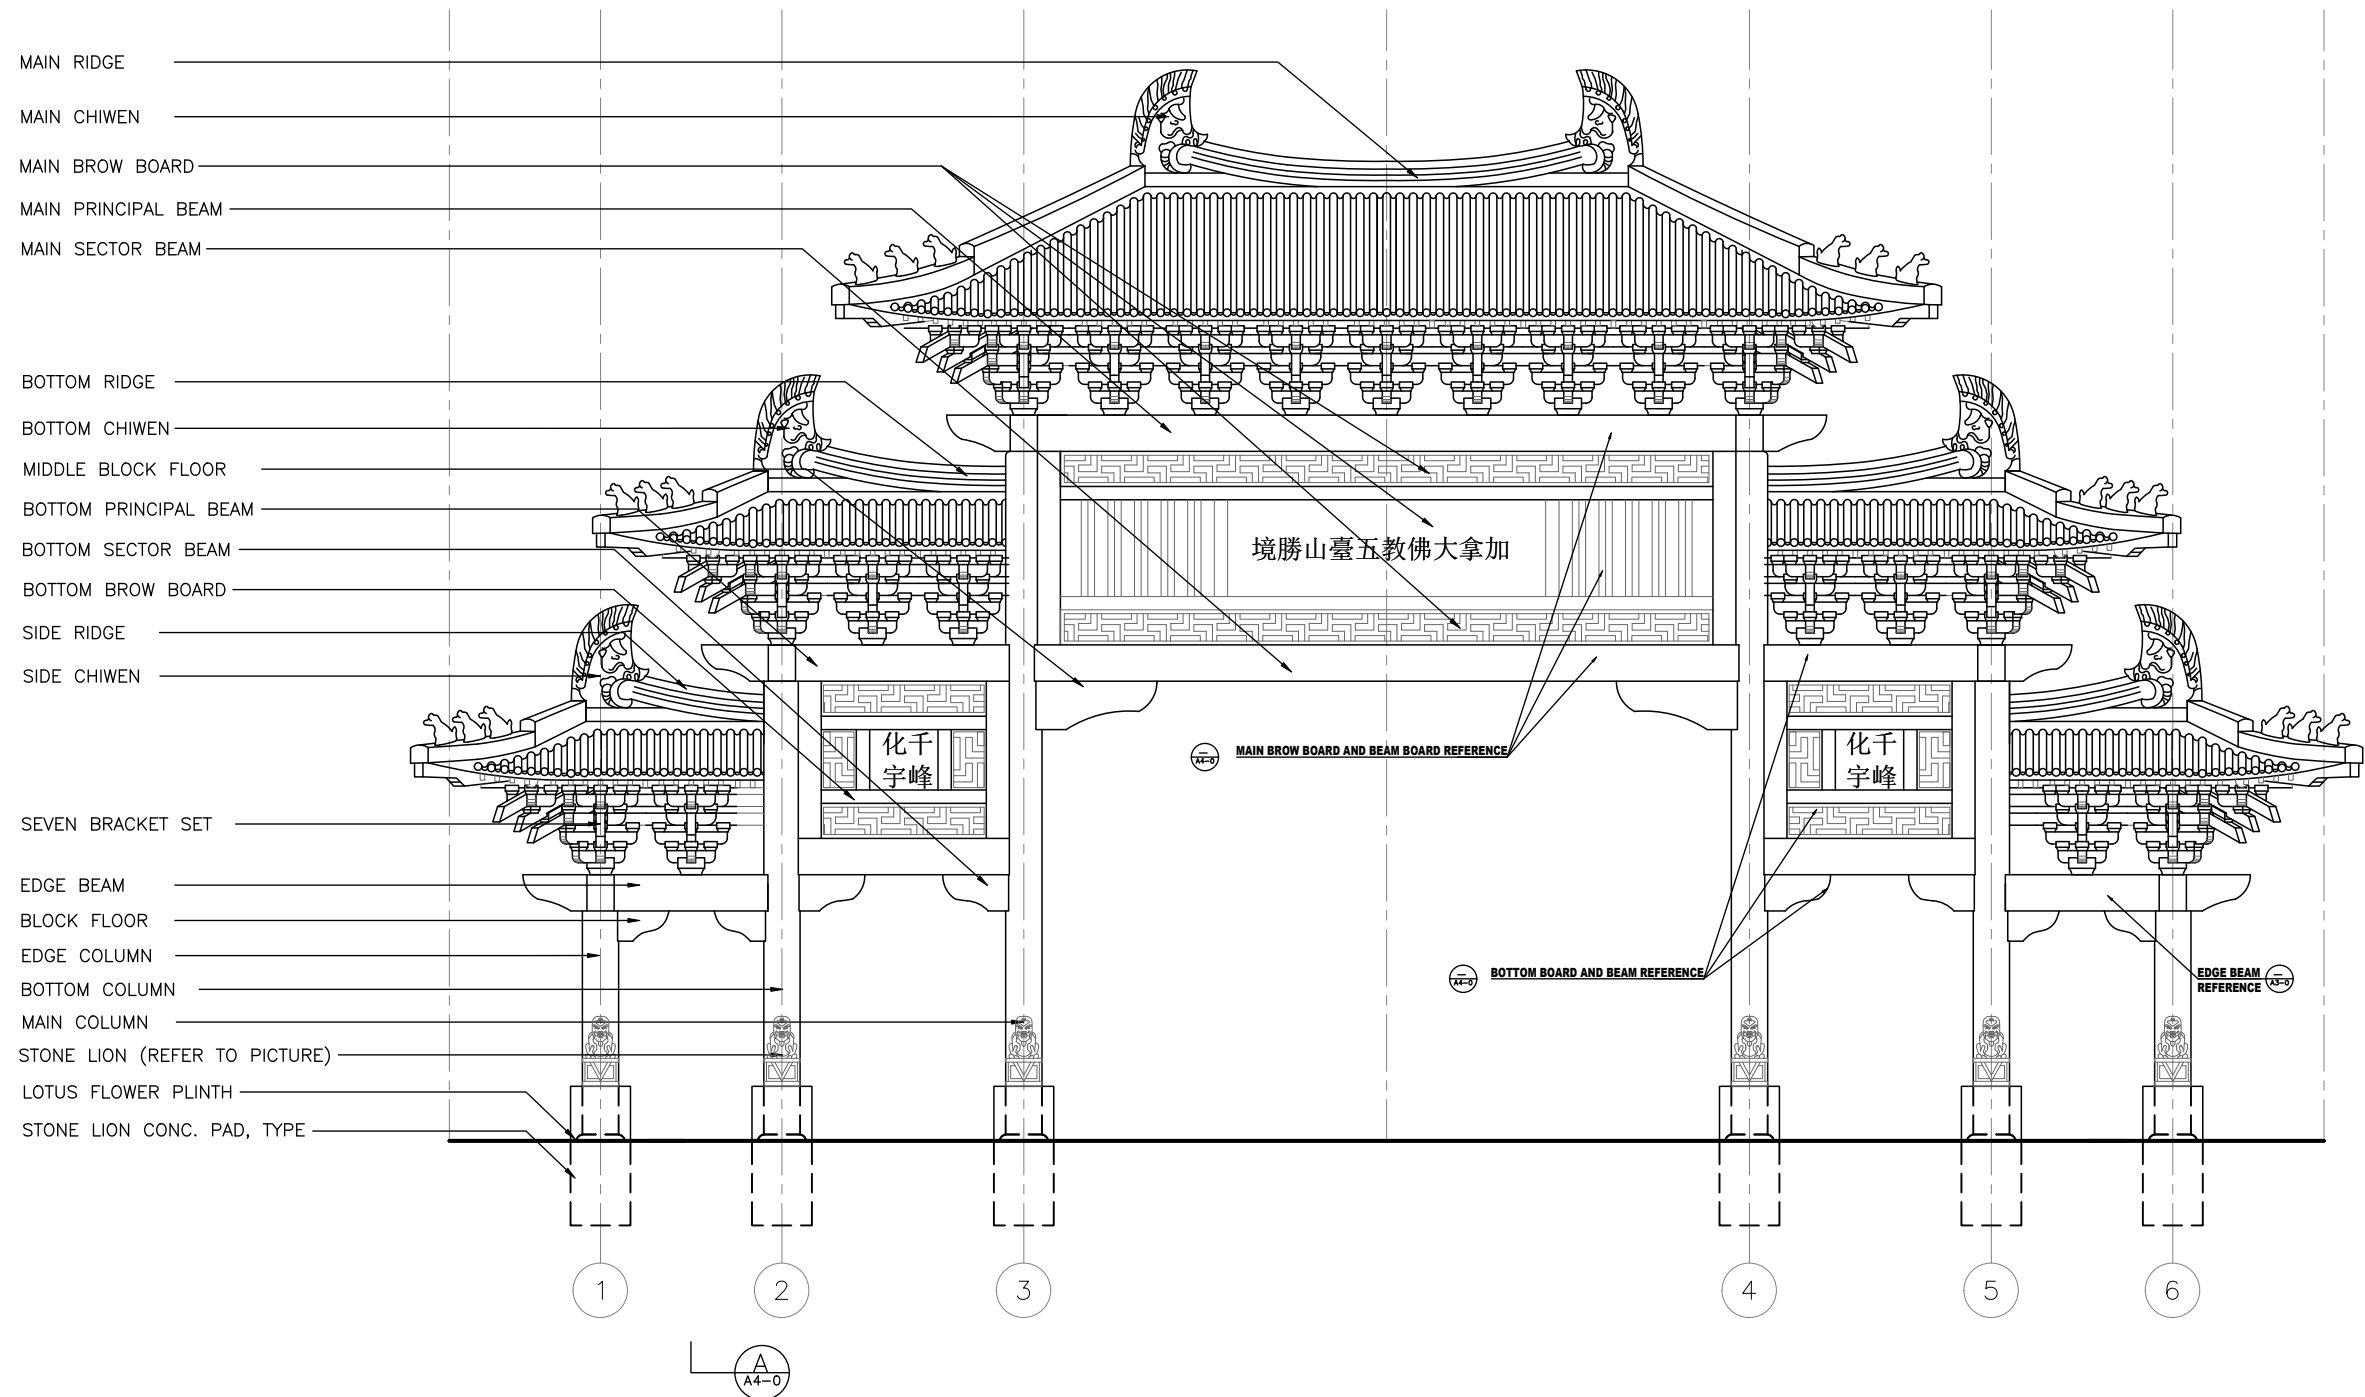 MAIN RIDGE
MAIN CHIWEN
MAIN BROW BOARD
MAIN PRINCIPAL BEAM
MAIN SECTOR BEAM
BOTTOM RIDGE
BOTTOM CHIWEN
MIDDLE BLOCK FLOOR
BOTTOM PRINCIPAL BEAM
BOTTOM SECTOR BEAM
BOTTOM BROW BOARD
SIDE RIDGE
SIDE CHIWEN
SEVEN BRACKET SET
EDGE BEAM
BLOCK FLOOR
EDGE COLUMN
BOTTOM COLUMN
MAIN COLUMN
STONE LION (REFER TO PICTURE)
LOTUS FLOWER PLINTH
STONE LION CONC. PAD, TYPE
境勝山臺五教佛大拿加
化千
宇峰
化千
宇峰
— A4-0 MAIN BROW BOARD AND BEAM BOARD REFERENCE
— A4-0 BOTTOM BOARD AND BEAM REFERENCE
EDGE BEAM
REFERENCE
— A3-0
1 2 3 4 5 6
A
A4-0